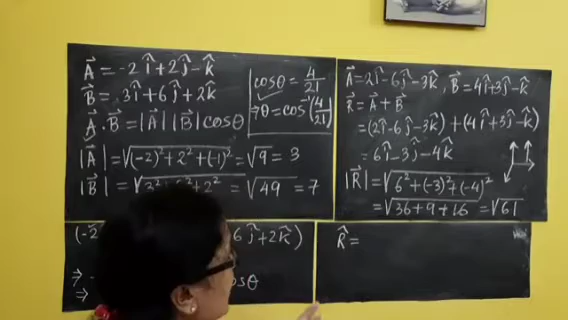 A⃗ = -2î+2ĵ-k̂
B⃗ = 3î+6ĵ+2k̂
A⃗.B⃗ = |A⃗||B⃗|cosθ
|A⃗| = √(-2)²+2²+(-1)² = √9 = 3
|B⃗| = √3²+6²+2² = √49 = 7
cosθ = 4/21
⇒θ = cos⁻¹(4/21)
A⃗ = 2î-6ĵ-3k̂, B⃗ = 4î+3ĵ-k̂
R⃗ = A⃗ + B⃗
= (2î-6ĵ-3k̂) + (4î+3ĵ-k̂)
= 6î-3ĵ-4k̂
|R⃗| = √6²+(-3)²+(-4)²
= √36+9+16 = √61
(-2 6ĵ+2k̂)
⇒
⇒ cosθ
R̂ =